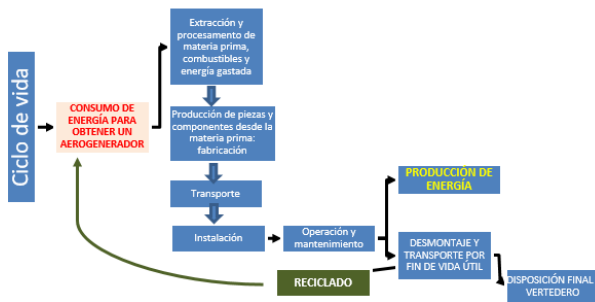 Ciclo de vida
CONSUMO DE
ENERGÍA PARA
OBTENER UN
AEROGENERADOR
Extracción y
procesamento de
materia prima,
combustibles y
energía gastada
Producción de piezas y
componentes desde la
materia prima:
fabricación
Transporte
Instalación
Operación y
mantenimiento
PRODUCCIÓN DE
ENERGÍA
DESMONTAJE Y
TRANSPORTE POR
FIN DE VIDA ÚTIL
RECICLADO
DISPOSICIÓN FINAL
VERTEDERO